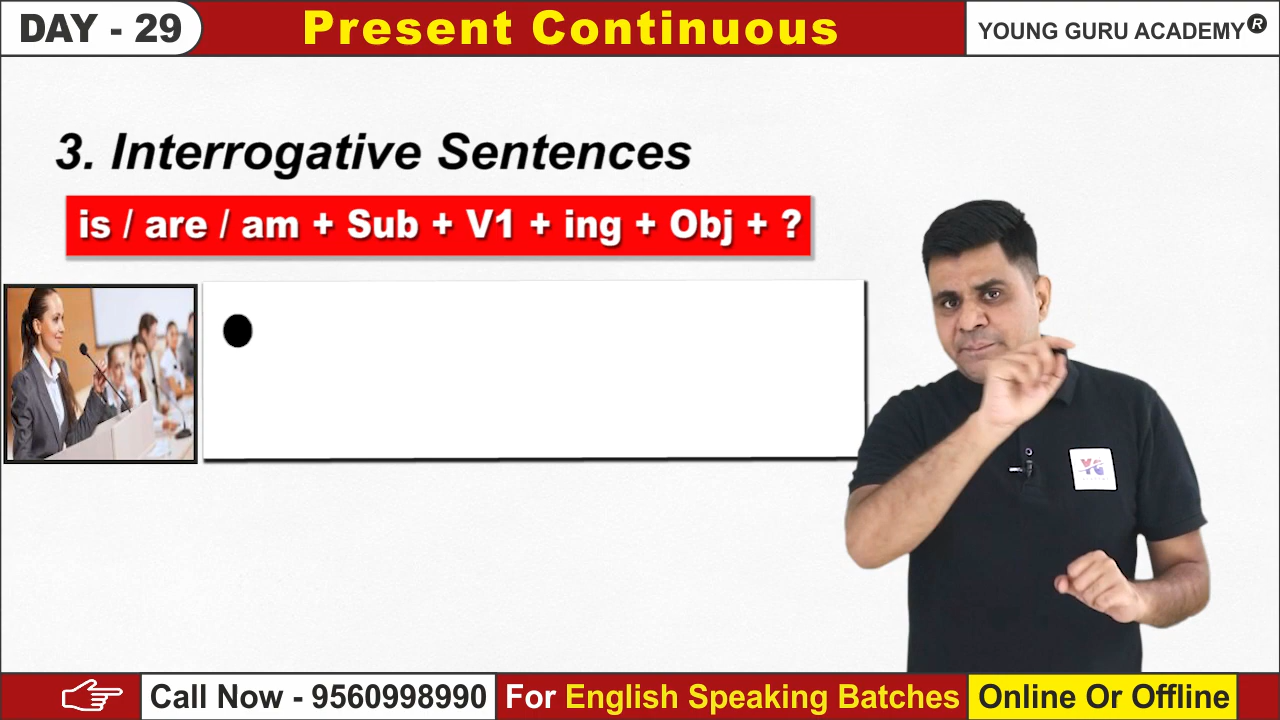 DAY - 29
Present Continuous
YOUNG GURU ACADEMY®
3. Interrogative Sentences
is / are / am + Sub + V1 + ing + Obj + ?
YG
Call Now - 9560998990
For English Speaking Batches
Online Or Offline